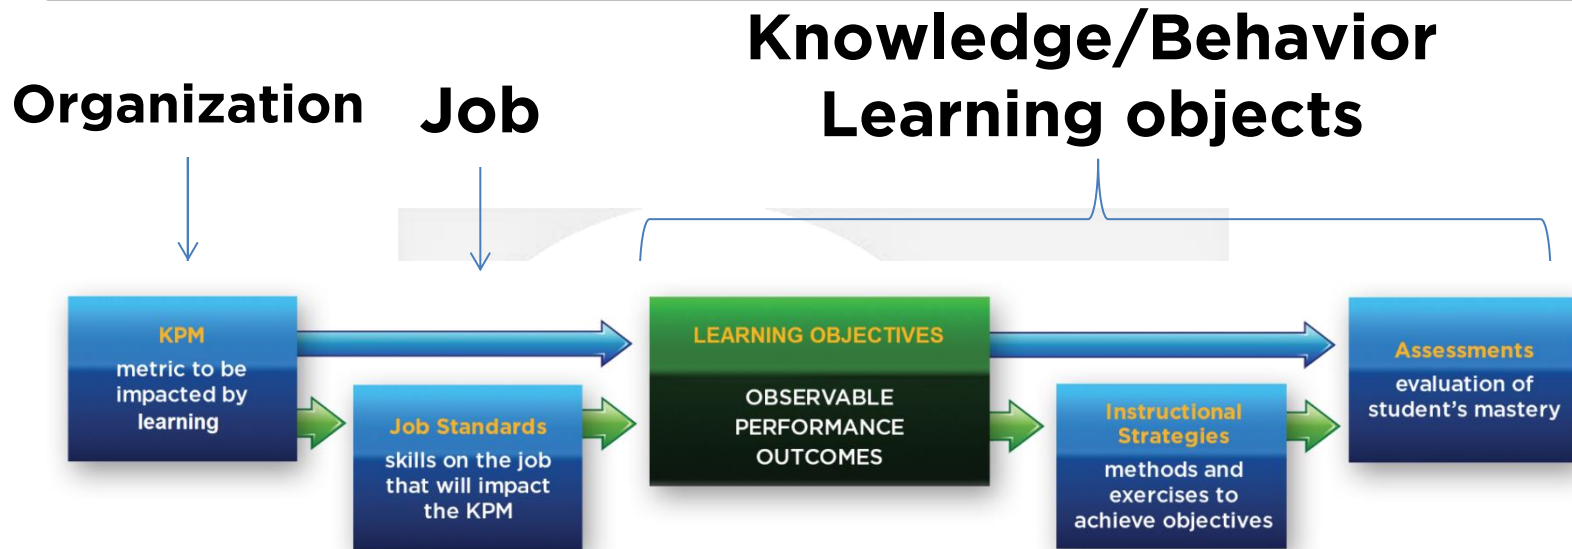 Knowledge/Behavior
Learning objects
Organization
Job
KPM
metric to be
impacted by
learning
Job Standards
skills on the job
that will impact
the KPM
LEARNING OBJECTIVES
OBSERVABLE
PERFORMANCE
OUTCOMES
Instructional
Strategies
methods and
exercises to
achieve objectives
Assessments
evaluation of
student's mastery